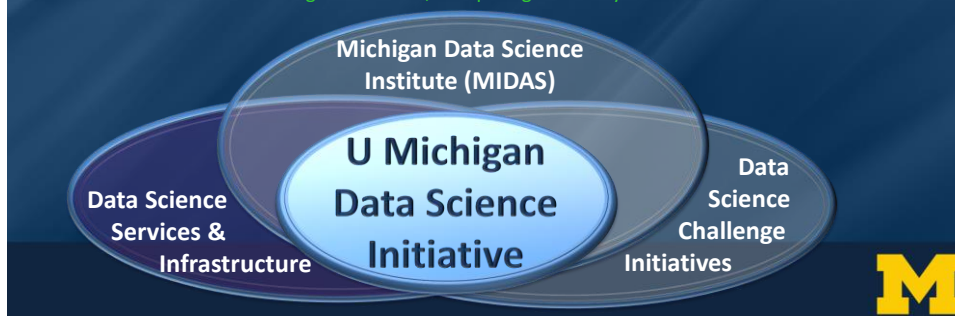 Michigan Data Science
Institute (MIDAS)
U Michigan
Data Science
Initiative
Data Science
Services &
Infrastructure
Data
Science
Challenge
Initiatives
M